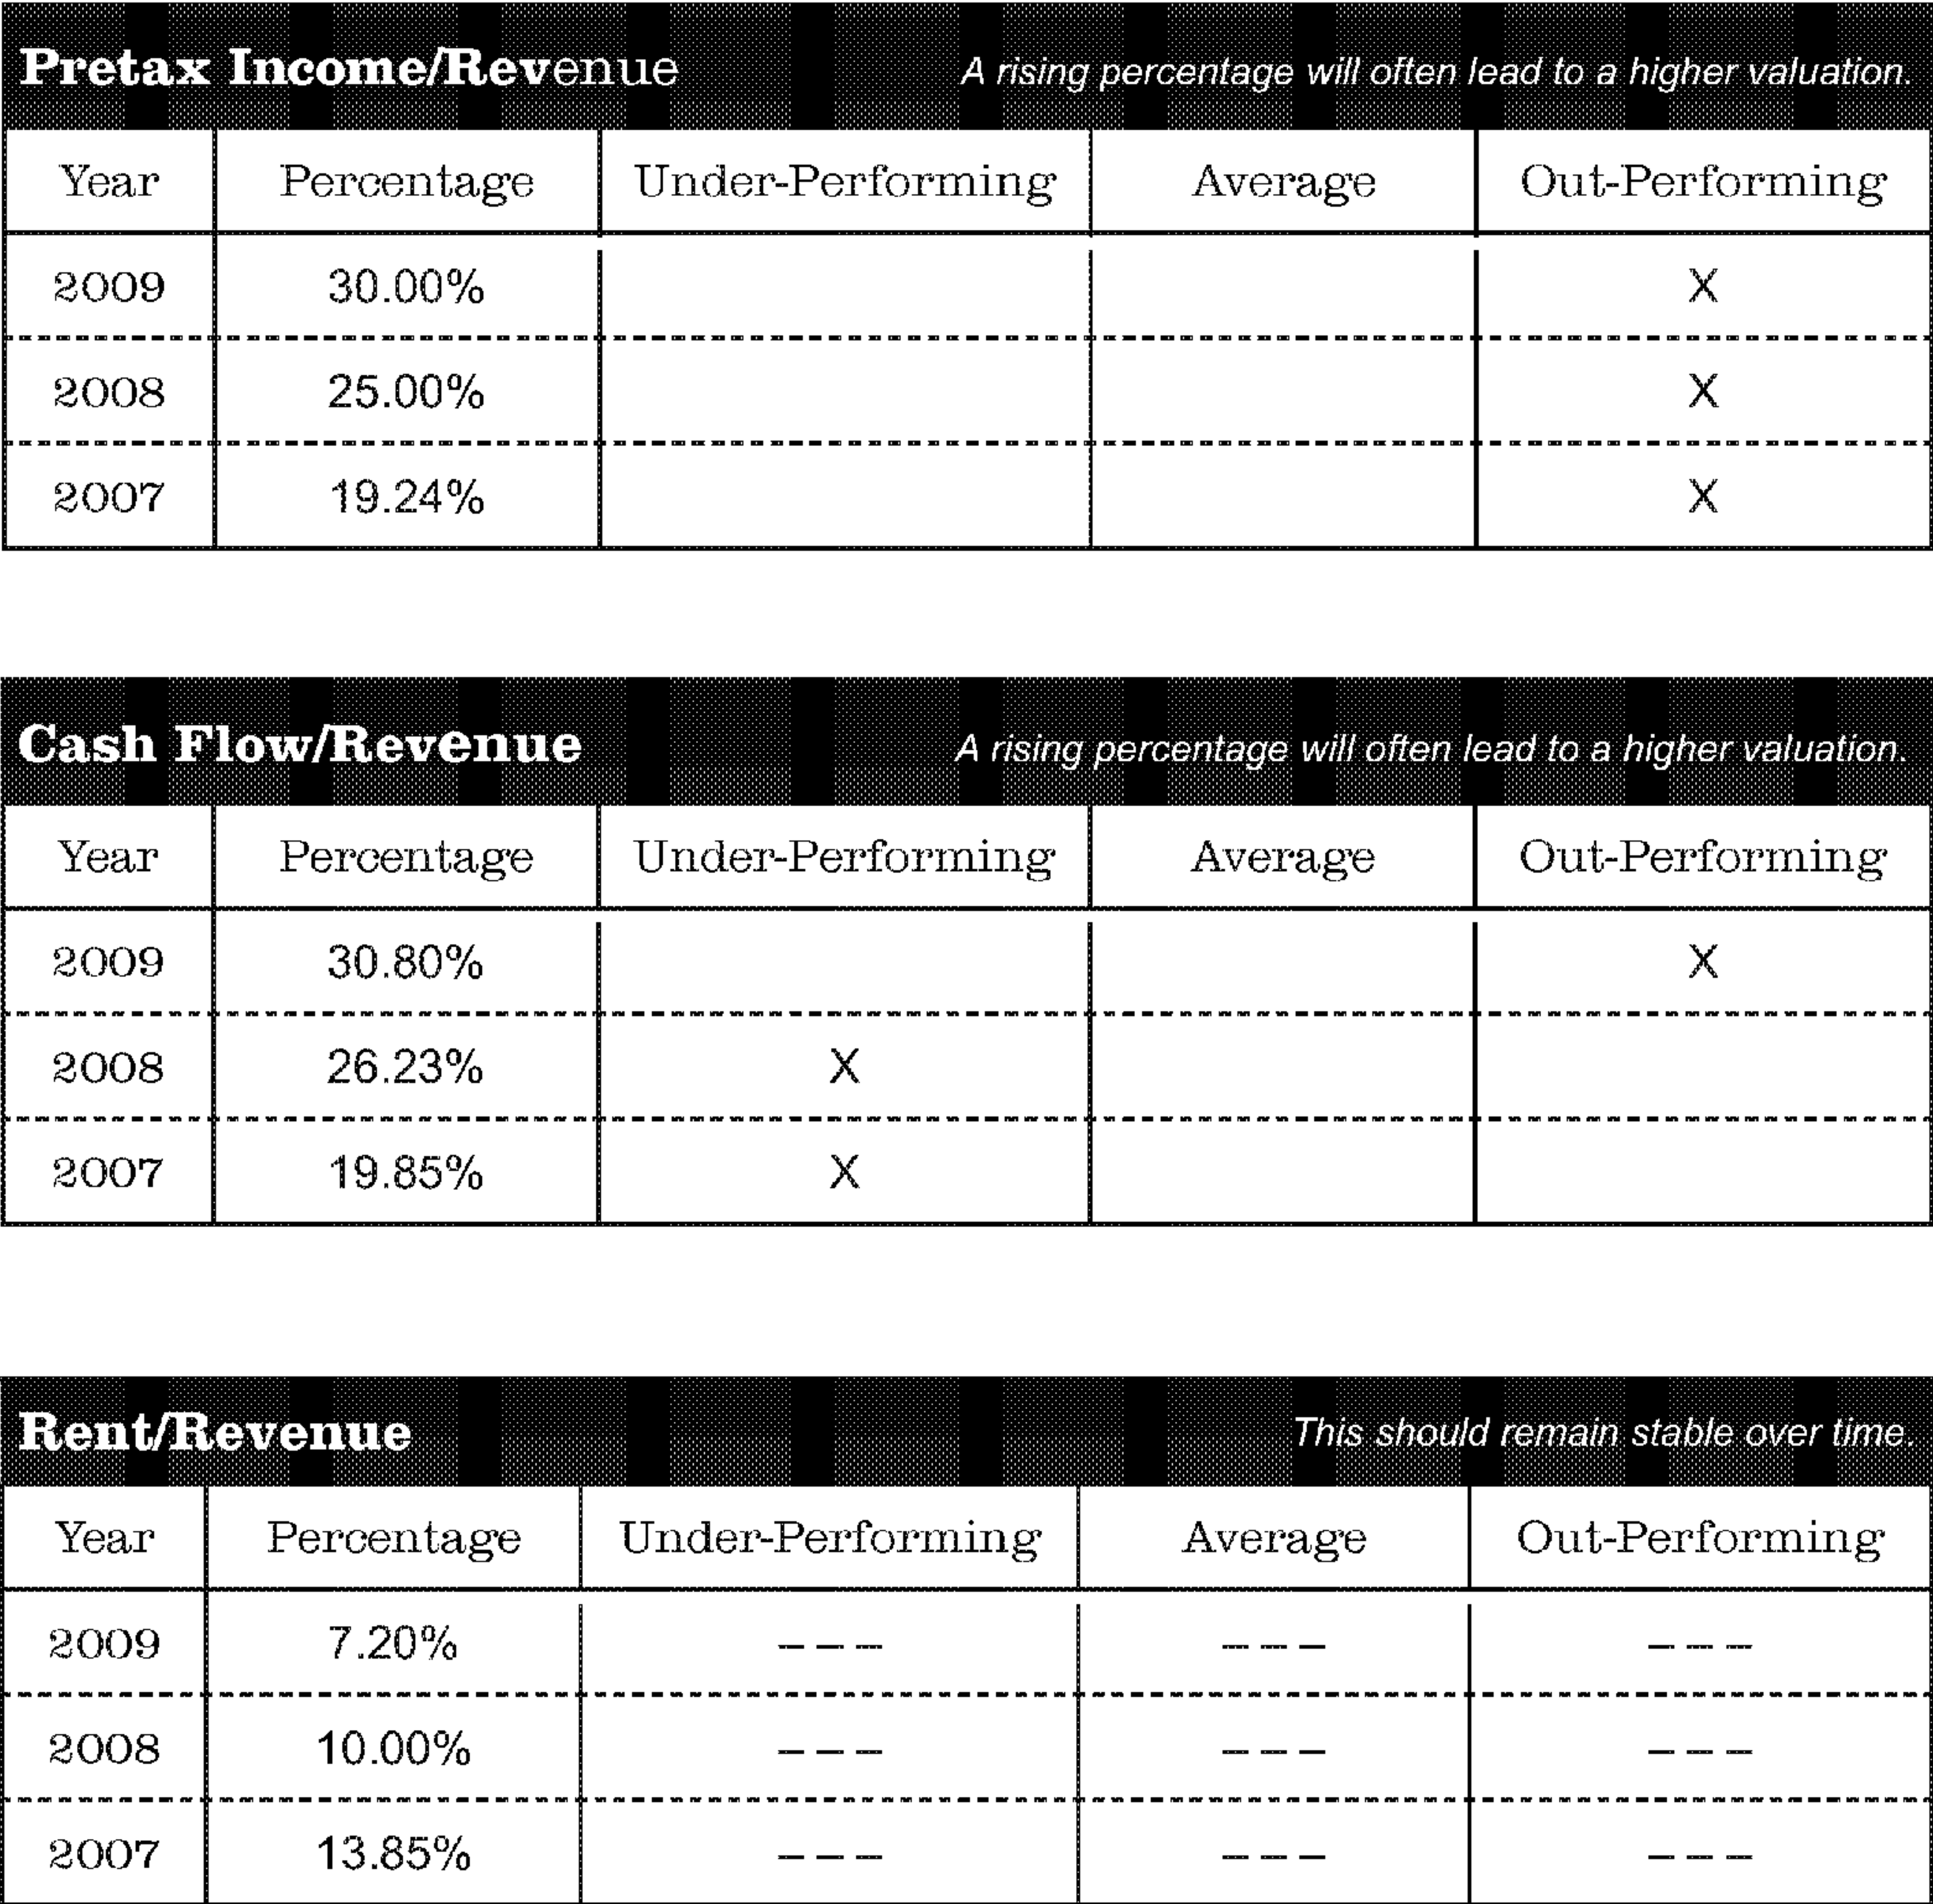 Pretax Income/Revenue A rising percentage will often lead to a higher valuation.
Year Percentage Under-Performing Average Out-Performing
2009 30.00% X
2008 25.00% X
2007 19.24% X
Cash Flow/Revenue A rising percentage will often lead to a higher valuation.
Year Percentage Under-Performing Average Out-Performing
2009 30.80% X
2008 26.23% X
2007 19.85% X
Rent/Revenue This should remain stable over time.
Year Percentage Under-Performing Average Out-Performing
2009 7.20% – – – – – – – – –
2008 10.00% – – – – – – – – –
2007 13.85% – – – – – – – – –